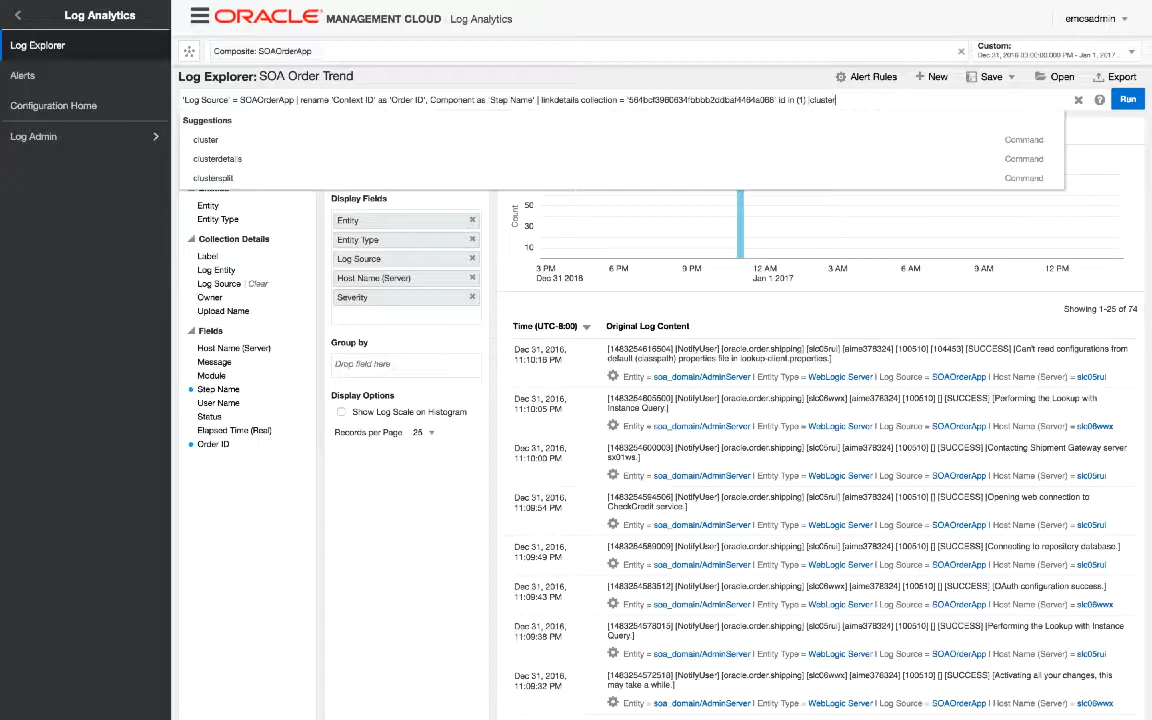 Log Analytics
ORACLE MANAGEMENT CLOUD Log Analytics
emcsadmin
Log Explorer
Alerts
Configuration Home
Log Admin
Composite: SOAOrderApp
Custom:
Dec 31, 2016 03:00:00.000 PM - Jan 1, 2017 ,
Log Explorer: SOA Order Trend
Alert Rules
New
Save
Open
Export
'Log Source' = SOAOrderApp | rename 'Context ID' as 'Order ID', Component as 'Step Name' | linkdetails collection = '564bcf3960634fbbbb2ddbaf4464a068' id in (1) |cluster
Run
Suggestions
cluster Command
clusterdetails Command
clustersplit Command
Entity
Entity Type
Collection Details
Label
Log Entity
Log Source | Clear
Owner
Upload Name
Fields
Host Name (Server)
Message
Module
Step Name
User Name
Status
Elapsed Time (Real)
Order ID
Display Fields
Entity
Entity Type
Log Source
Host Name (Server)
Severity
Group by
Drop field here
Display Options
Show Log Scale on Histogram
Records per Page 25
Count
50
30
10
3 PM 6 PM 9 PM 12 AM 3 AM 6 AM 9 AM 12 PM
Dec 31 2016 Jan 1 2017
Showing 1-25 of 74
Time (UTC-8:00) Original Log Content
Dec 31, 2016,
11:10:16 PM
[1483254616504] [NotifyUser] [oracle.order.shipping] [slc05rui] [aime378324] [100510] [104453] [SUCCESS] [Can't read configurations from
default (classpath) properties file in lookup-client.properties.]
Entity = soa_domain/AdminServer | Entity Type = WebLogic Server | Log Source = SOAOrderApp | Host Name (Server) = slc05rui
Dec 31, 2016,
11:10:05 PM
[1483254605500] [NotifyUser] [oracle.order.shipping] [slc06wwx] [aime378324] [100510] [] [SUCCESS] [Performing the Lookup with
Instance Query.]
Entity = soa_domain/AdminServer | Entity Type = WebLogic Server | Log Source = SOAOrderApp | Host Name (Server) = slc06wwx
Dec 31, 2016,
11:10:00 PM
[1483254600003] [NotifyUser] [oracle.order.shipping] [slc05rui] [aime378324] [100510] [] [SUCCESS] [Contacting Shipment Gateway server
sx01ws.]
Entity = soa_domain/AdminServer | Entity Type = WebLogic Server | Log Source = SOAOrderApp | Host Name (Server) = slc05rui
Dec 31, 2016,
11:09:54 PM
[1483254594506] [NotifyUser] [oracle.order.shipping] [slc05rui] [aime378324] [100510] [] [SUCCESS] [Opening web connection to
CheckCredit service.]
Entity = soa_domain/AdminServer | Entity Type = WebLogic Server | Log Source = SOAOrderApp | Host Name (Server) = slc05rui
Dec 31, 2016,
11:09:49 PM
[1483254589009] [NotifyUser] [oracle.order.shipping] [slc05rui] [aime378324] [100510] [] [SUCCESS] [Connecting to repository database.]
Entity = soa_domain/AdminServer | Entity Type = WebLogic Server | Log Source = SOAOrderApp | Host Name (Server) = slc05rui
Dec 31, 2016,
11:09:43 PM
[1483254583512] [NotifyUser] [oracle.order.shipping] [slc06wwx] [aime378324] [100510] [] [SUCCESS] [OAuth configuration success.]
Entity = soa_domain/AdminServer | Entity Type = WebLogic Server | Log Source = SOAOrderApp | Host Name (Server) = slc06wwx
Dec 31, 2016,
11:09:38 PM
[1483254578015] [NotifyUser] [oracle.order.shipping] [slc05rui] [aime378324] [100510] [] [SUCCESS] [Performing the Lookup with Instance
Query.]
Entity = soa_domain/AdminServer | Entity Type = WebLogic Server | Log Source = SOAOrderApp | Host Name (Server) = slc05rui
Dec 31, 2016,
11:09:32 PM
[1483254572518] [NotifyUser] [oracle.order.shipping] [slc06wwx] [aime378324] [100510] [] [SUCCESS] [Activating all your changes, this
may take a while.]
Entity = soa_domain/AdminServer | Entity Type = WebLogic Server | Log Source = SOAOrderApp | Host Name (Server) = slc06wwx